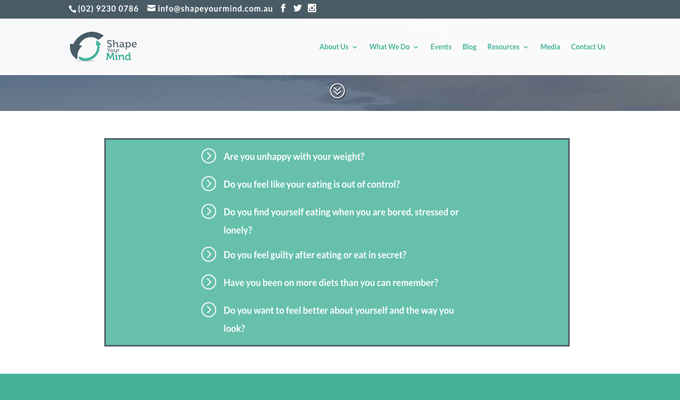 (02) 9230 0786 info@shapeyourmind.com.au
Shape
Your
Mind
About Us What We Do Events Blog Resources Media Contact Us
Are you unhappy with your weight?
Do you feel like your eating is out of control?
Do you find yourself eating when you are bored, stressed or
lonely?
Do you feel guilty after eating or eat in secret?
Have you been on more diets than you can remember?
Do you want to feel better about yourself and the way you
look?